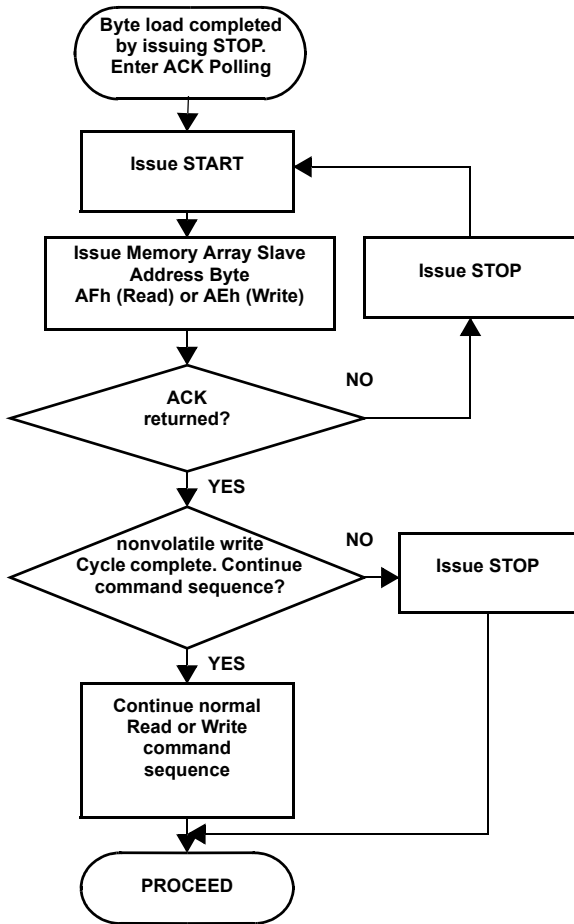 Byte load completed
by issuing STOP.
Enter ACK Polling
Issue START
Issue Memory Array Slave
Address Byte
AFh (Read) or AEh (Write)
Issue STOP
NO
ACK
returned?
YES
NO
nonvolatile write
Cycle complete. Continue
command sequence?
Issue STOP
YES
Continue normal
Read or Write
command
sequence
PROCEED